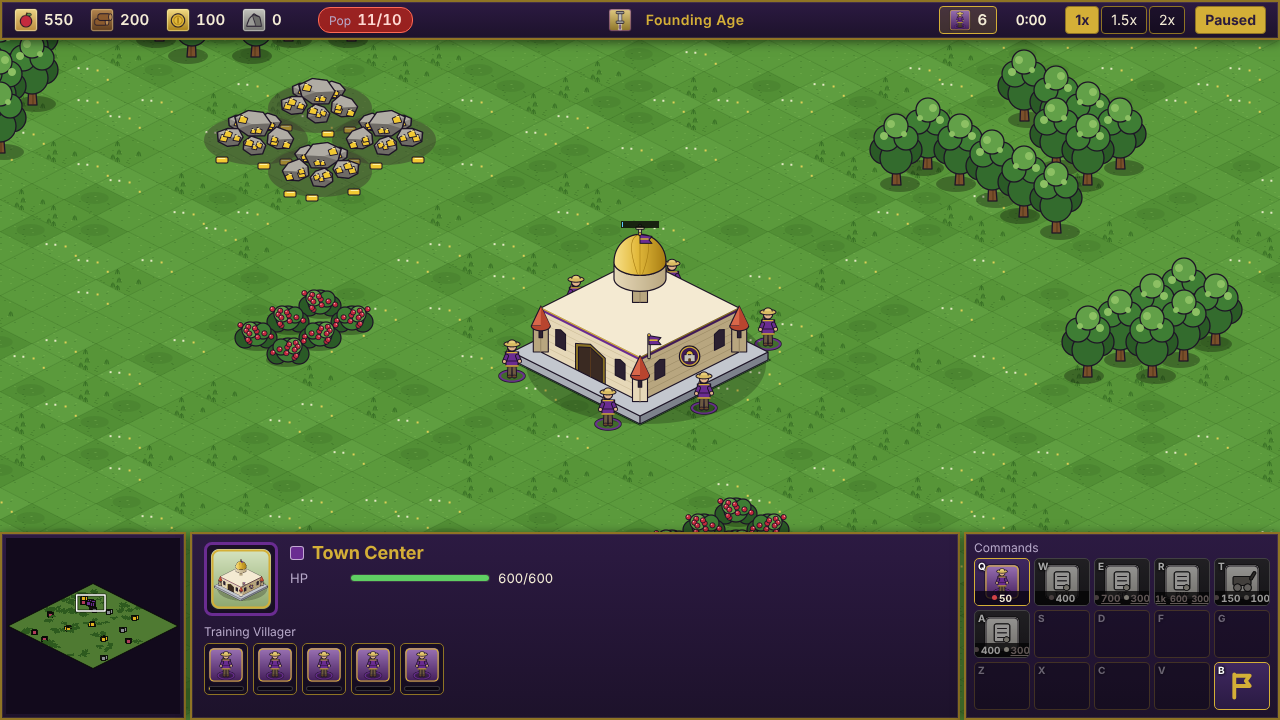 550 200 100 0 Pop 11/10 Founding Age 6 0:00 1x 1.5x 2x Paused
Town Center
HP 600/600
Training Villager
Commands
Q W E R T
50 400 700 300 1k 600 300 150 100
A S D F G
400 300
Z X C V B